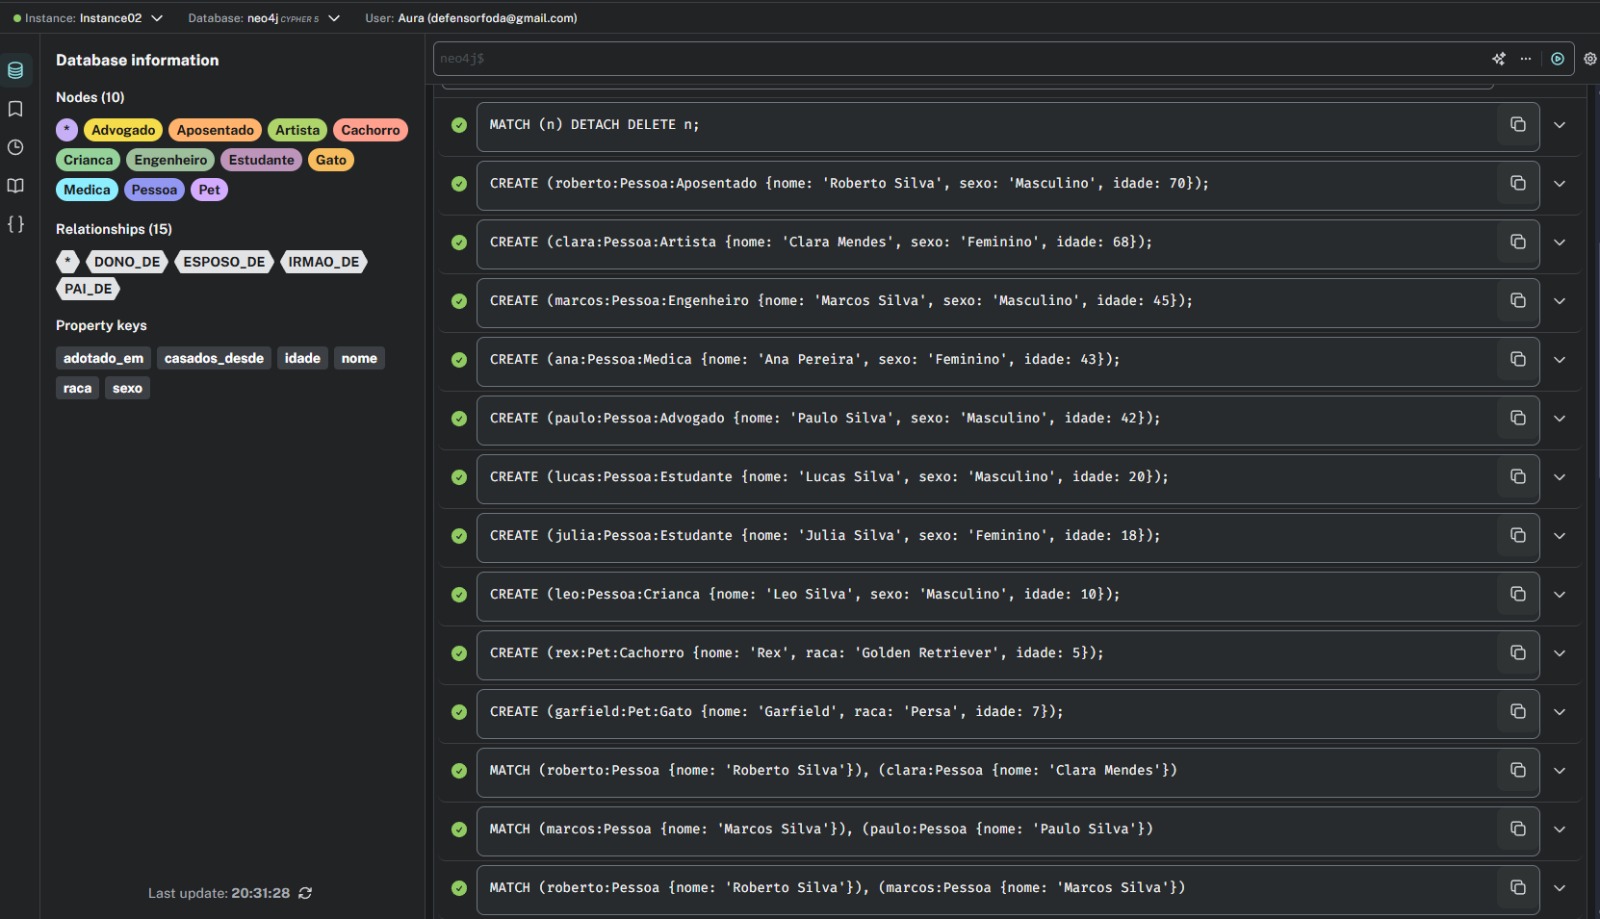 Instance: Instance02 Database: neo4j CYPHER 5 User: Aura (defensorfoda@gmail.com)
Database information
Nodes (10)
* Advogado Aposentado Artista Cachorro
Crianca Engenheiro Estudante Gato
Medica Pessoa Pet
Relationships (15)
* DONO_DE ESPOSO_DE IRMAO_DE
PAI_DE
Property keys
adotado_em casados_desde idade nome
raca sexo
Last update: 20:31:28
neo4j$
MATCH (n) DETACH DELETE n;
CREATE (roberto:Pessoa:Aposentado {nome: 'Roberto Silva', sexo: 'Masculino', idade: 70});
CREATE (clara:Pessoa:Artista {nome: 'Clara Mendes', sexo: 'Feminino', idade: 68});
CREATE (marcos:Pessoa:Engenheiro {nome: 'Marcos Silva', sexo: 'Masculino', idade: 45});
CREATE (ana:Pessoa:Medica {nome: 'Ana Pereira', sexo: 'Feminino', idade: 43});
CREATE (paulo:Pessoa:Advogado {nome: 'Paulo Silva', sexo: 'Masculino', idade: 42});
CREATE (lucas:Pessoa:Estudante {nome: 'Lucas Silva', sexo: 'Masculino', idade: 20});
CREATE (julia:Pessoa:Estudante {nome: 'Julia Silva', sexo: 'Feminino', idade: 18});
CREATE (leo:Pessoa:Crianca {nome: 'Leo Silva', sexo: 'Masculino', idade: 10});
CREATE (rex:Pet:Cachorro {nome: 'Rex', raca: 'Golden Retriever', idade: 5});
CREATE (garfield:Pet:Gato {nome: 'Garfield', raca: 'Persa', idade: 7});
MATCH (roberto:Pessoa {nome: 'Roberto Silva'}), (clara:Pessoa {nome: 'Clara Mendes'})
MATCH (marcos:Pessoa {nome: 'Marcos Silva'}), (paulo:Pessoa {nome: 'Paulo Silva'})
MATCH (roberto:Pessoa {nome: 'Roberto Silva'}), (marcos:Pessoa {nome: 'Marcos Silva'})